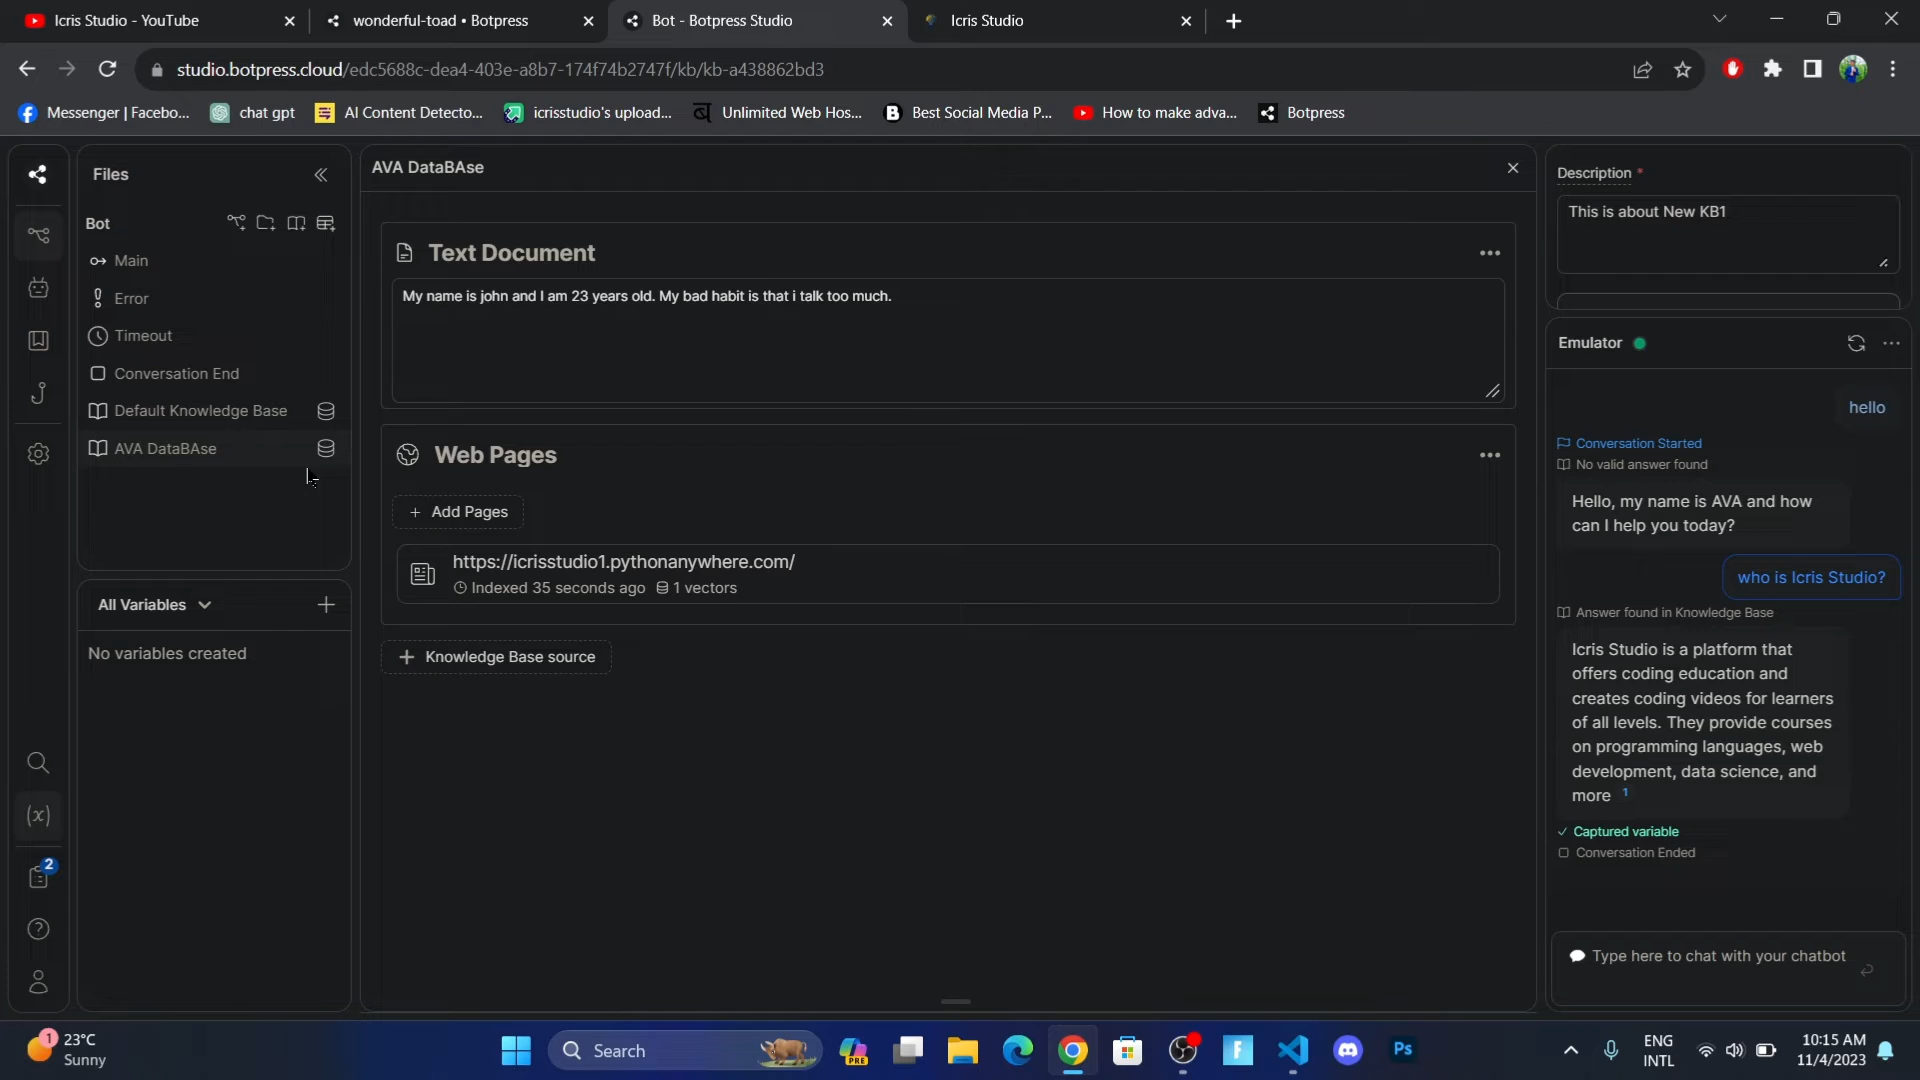 Icris Studio - YouTube
wonderful-toad • Botpress
Bot - Botpress Studio
Icris Studio
studio.botpress.cloud/edc5688c-dea4-403e-a8b7-174f74b2747f/kb/kb-a438862bd3
Messenger | Facebo...
chat gpt
AI Content Detecto...
icrisstudio's upload...
Unlimited Web Hos...
Best Social Media P...
How to make adva...
Botpress
Files
Bot
Main
Error
Timeout
Conversation End
Default Knowledge Base
AVA DataBAse
All Variables
No variables created
(x)
2
AVA DataBAse
Text Document
My name is john and I am 23 years old. My bad habit is that i talk too much.
Web Pages
+ Add Pages
https://icrisstudio1.pythonanywhere.com/
Indexed 35 seconds ago 1 vectors
+ Knowledge Base source
Description *
This is about New KB1
Emulator
hello
Conversation Started
No valid answer found
Hello, my name is AVA and how
can I help you today?
who is Icris Studio?
Answer found in Knowledge Base
Icris Studio is a platform that
offers coding education and
creates coding videos for learners
of all levels. They provide courses
on programming languages, web
development, data science, and
more 1
Captured variable
Conversation Ended
Type here to chat with your chatbot
1
23°C
Sunny
Search
PRE
Ps
ENG
INTL
10:15 AM
11/4/2023